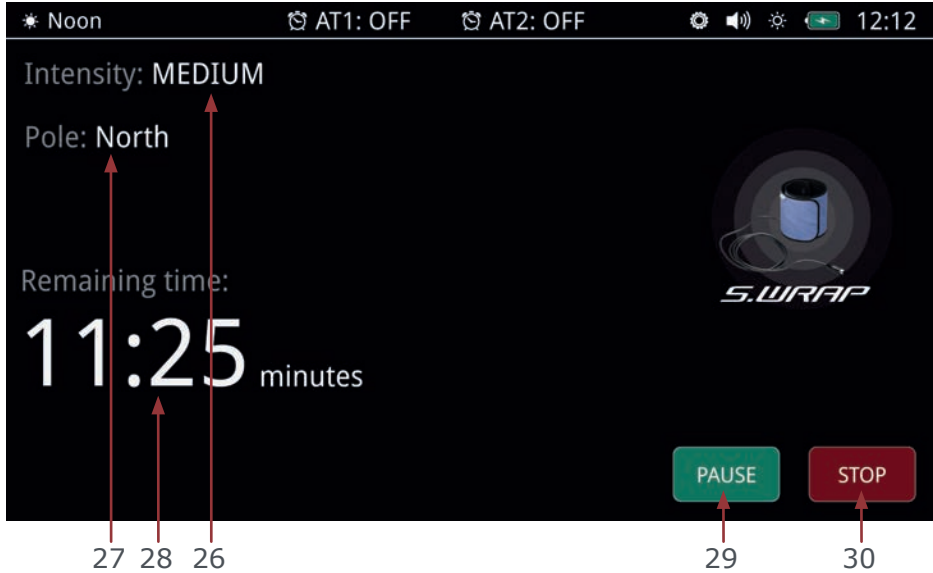 Noon AT1: OFF AT2: OFF 12:12
Intensity: MEDIUM
Pole: North
S.WRAP
Remaining time:
11:25 minutes
PAUSE STOP
27 28 26 29 30